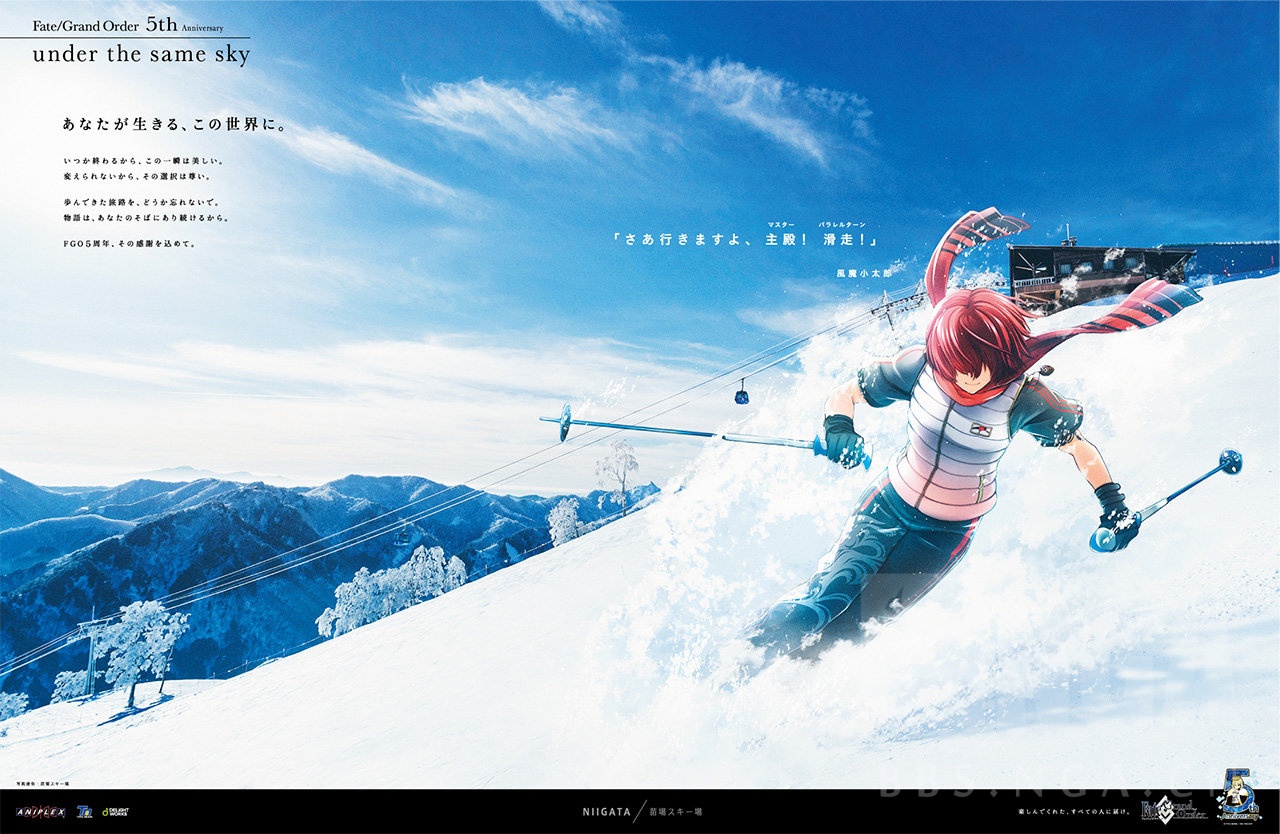 Fate/Grand Order 5th Anniversary
under the same sky
あなたが生きる、この世界に。
いつか終わるから、この一瞬は美しい。
変えられないから、その選択は尊い。
歩んできた旅路を、どうか忘れないで。
物語は、あなたのそばにあり続けるから。
FGO5周年、その感謝を込めて。
マスター パラレルターン
「さあ行きますよ、主殿！ 滑走！」
風魔小太郎
写真提供：苗場スキー場
ANIPLEX
DELIGHT WORKS
NIIGATA / 苗場スキー場
楽しんでくれた、すべての人に届け。
Fate Grand Order
5th Anniversary
BBS.NGA.C